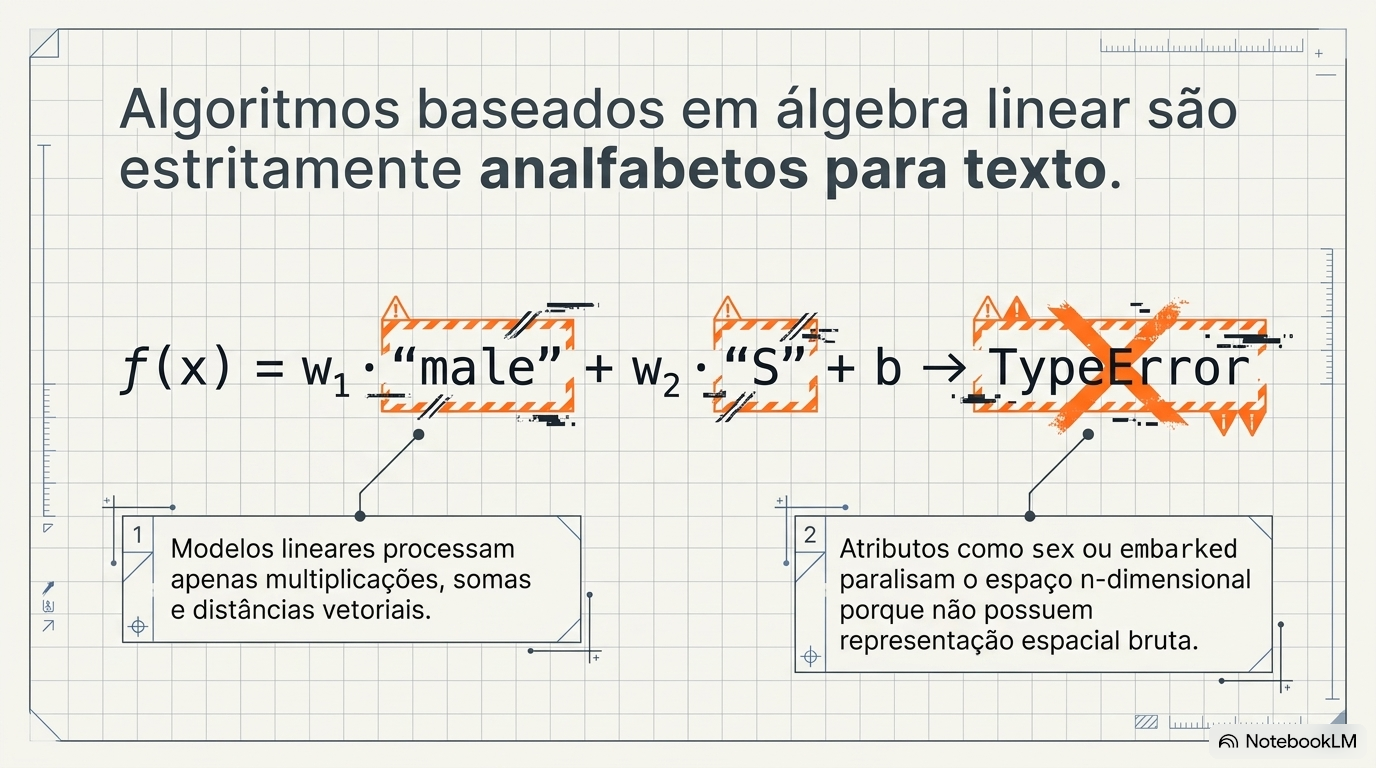 Algoritmos baseados em álgebra linear são
estritamente analfabetos para texto.
f(x) = w₁· “male” + w₂· “S” + b → TypeError
1
Modelos lineares processam
apenas multiplicações, somas
e distâncias vetoriais.
2
Atributos como sex ou embarked
paralisam o espaço n-dimensional
porque não possuem
representação espacial bruta.
NotebookLM